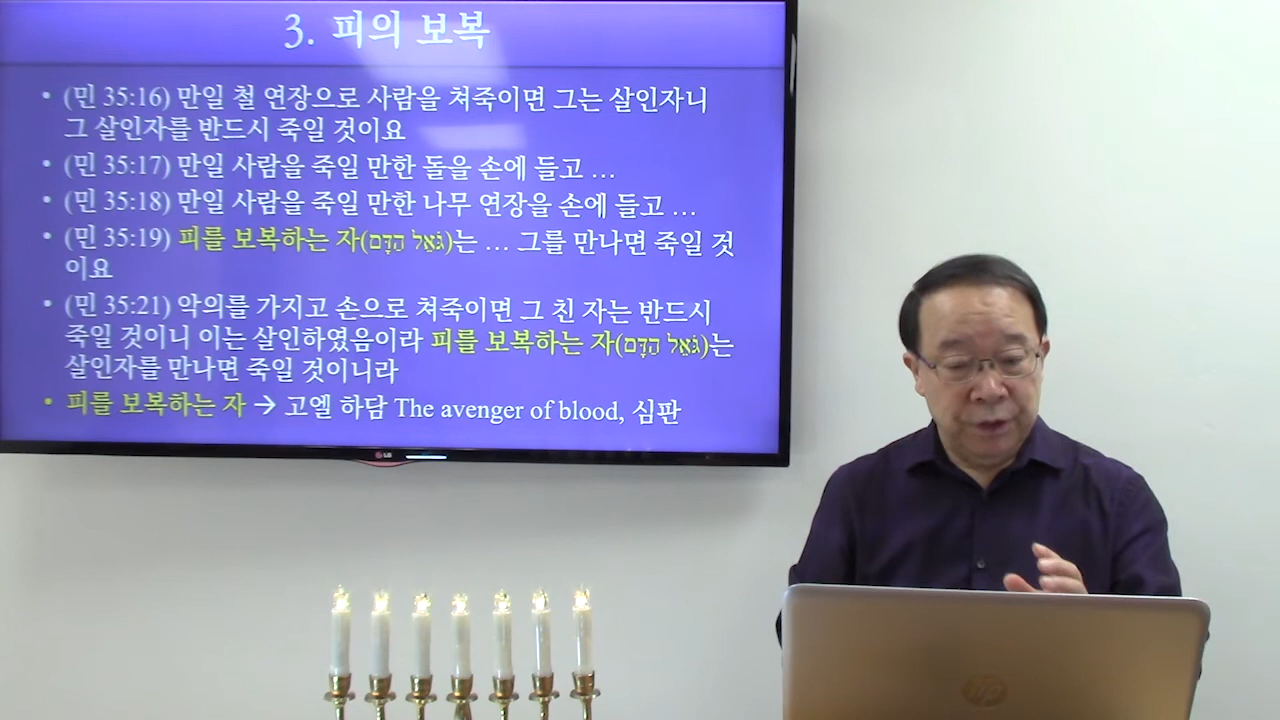 3. 피의 보복
• (민 35:16) 만일 철 연장으로 사람을 쳐죽이면 그는 살인자니
그 살인자를 반드시 죽일 것이요
• (민 35:17) 만일 사람을 죽일 만한 돌을 손에 들고 …
• (민 35:18) 만일 사람을 죽일 만한 나무 연장을 손에 들고 …
• (민 35:19) 피를 보복하는 자(גֹּאֵל הַדָּם)는 … 그를 만나면 죽일 것
이요
• (민 35:21) 악의를 가지고 손으로 쳐죽이면 그 친 자는 반드시
죽일 것이니 이는 살인하였음이라 피를 보복하는 자(גֹּאֵל הַדָּם)는
살인자를 만나면 죽일 것이니라
• 피를 보복하는 자 → 고엘 하담 The avenger of blood, 심판
LG
hp